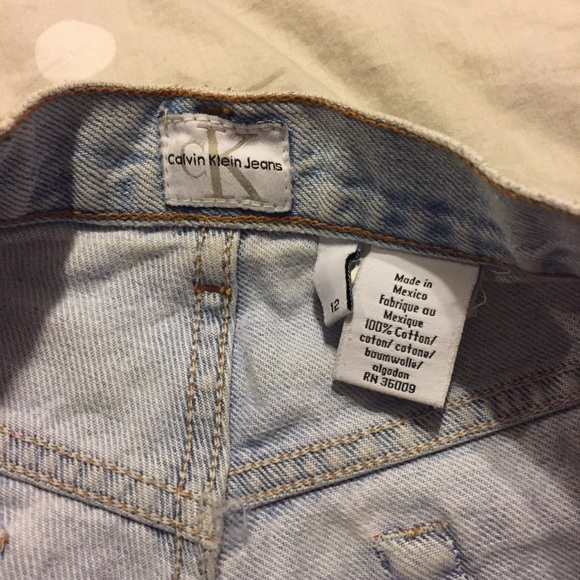 cK
Calvin Klein Jeans
12
Made in
Mexico
Fabriqué au
Mexique
100% Cotton/
coton/ cotone/
baumwolle/
algodon
RN 36009